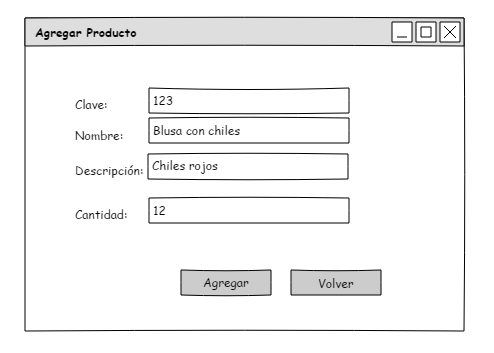 Agregar Producto
Clave: 123
Nombre: Blusa con chiles
Descripción: Chiles rojos
Cantidad: 12
Agregar Volver